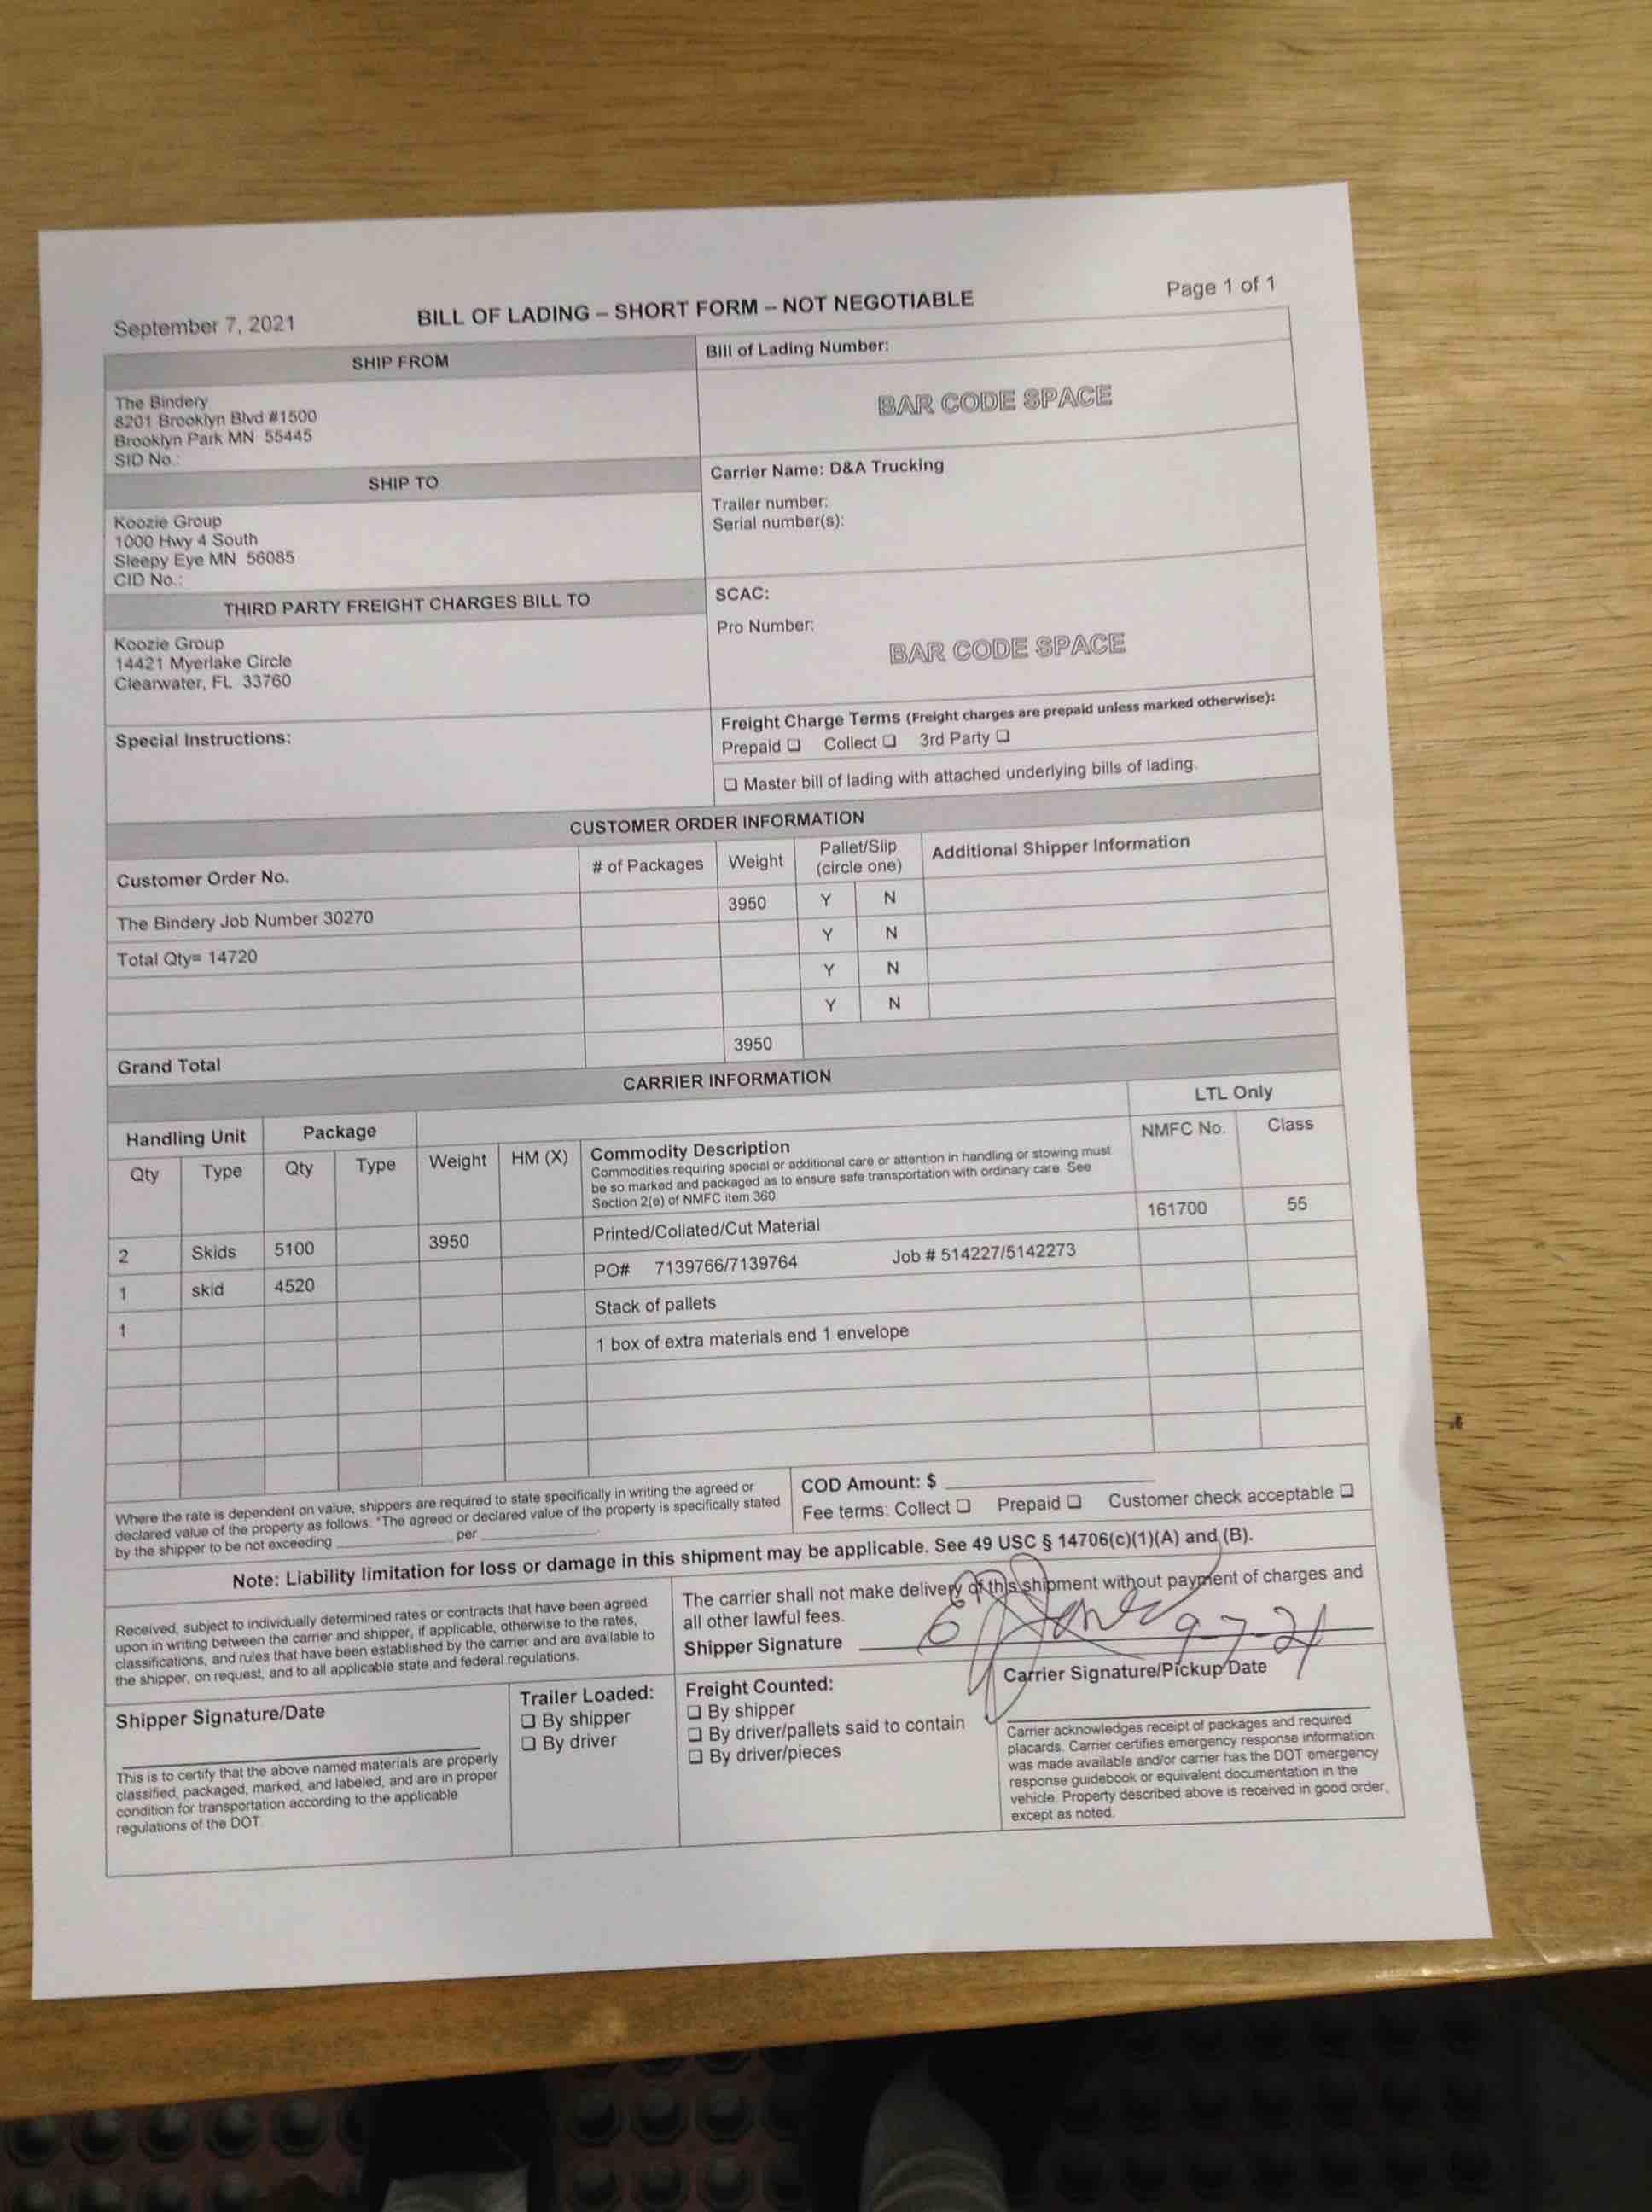 September 7, 2021
BILL OF LADING – SHORT FORM – NOT NEGOTIABLE
Page 1 of 1
SHIP FROM
The Bindery
8201 Brooklyn Blvd #1500
Brooklyn Park MN 55445
SID No.:
Bill of Lading Number:
BAR CODE SPACE
SHIP TO
Koozie Group
1000 Hwy 4 South
Sleepy Eye MN 56085
CID No.:
Carrier Name: D&A Trucking
Trailer number:
Serial number(s):
THIRD PARTY FREIGHT CHARGES BILL TO
Koozie Group
14421 Myerlake Circle
Clearwater, FL 33760
SCAC:
Pro Number:
BAR CODE SPACE
Special Instructions:
Freight Charge Terms (Freight charges are prepaid unless marked otherwise):
Prepaid ❏ Collect ❏ 3rd Party ❏
❏ Master bill of lading with attached underlying bills of lading.
CUSTOMER ORDER INFORMATION
Customer Order No. # of Packages Weight Pallet/Slip (circle one) Additional Shipper Information
The Bindery Job Number 30270 3950 Y N
Total Qty= 14720 Y N
Y N
Y N
Grand Total 3950
CARRIER INFORMATION
Handling Unit Package LTL Only
Qty Type Qty Type Weight HM (X) Commodity Description NMFC No. Class
Commodities requiring special or additional care or attention in handling or stowing must
be so marked and packaged as to ensure safe transportation with ordinary care. See
Section 2(e) of NMFC item 360
2 Skids 5100 3950 Printed/Collated/Cut Material 161700 55
1 skid 4520 PO# 7139766/7139764 Job # 514227/5142273
1 Stack of pallets
1 box of extra materials end 1 envelope
Where the rate is dependent on value, shippers are required to state specifically in writing the agreed or
declared value of the property as follows. "The agreed or declared value of the property is specifically stated
by the shipper to be not exceeding ____________ per ____________.
COD Amount: $ ____________
Fee terms: Collect ❏ Prepaid ❏ Customer check acceptable ❏
Note: Liability limitation for loss or damage in this shipment may be applicable. See 49 USC § 14706(c)(1)(A) and (B).
Received, subject to individually determined rates or contracts that have been agreed
upon in writing between the carrier and shipper, if applicable, otherwise to the rates,
classifications, and rules that have been established by the carrier and are available to
the shipper, on request, and to all applicable state and federal regulations.
The carrier shall not make delivery of this shipment without payment of charges and
all other lawful fees.
Shipper Signature 9-7-21
Shipper Signature/Date
This is to certify that the above named materials are properly
classified, packaged, marked, and labeled, and are in proper
condition for transportation according to the applicable
regulations of the DOT.
Trailer Loaded:
❏ By shipper
❏ By driver
Freight Counted:
❏ By shipper
❏ By driver/pallets said to contain
❏ By driver/pieces
Carrier Signature/Pickup Date
Carrier acknowledges receipt of packages and required
placards. Carrier certifies emergency response information
was made available and/or carrier has the DOT emergency
response guidebook or equivalent documentation in the
vehicle. Property described above is received in good order,
except as noted.